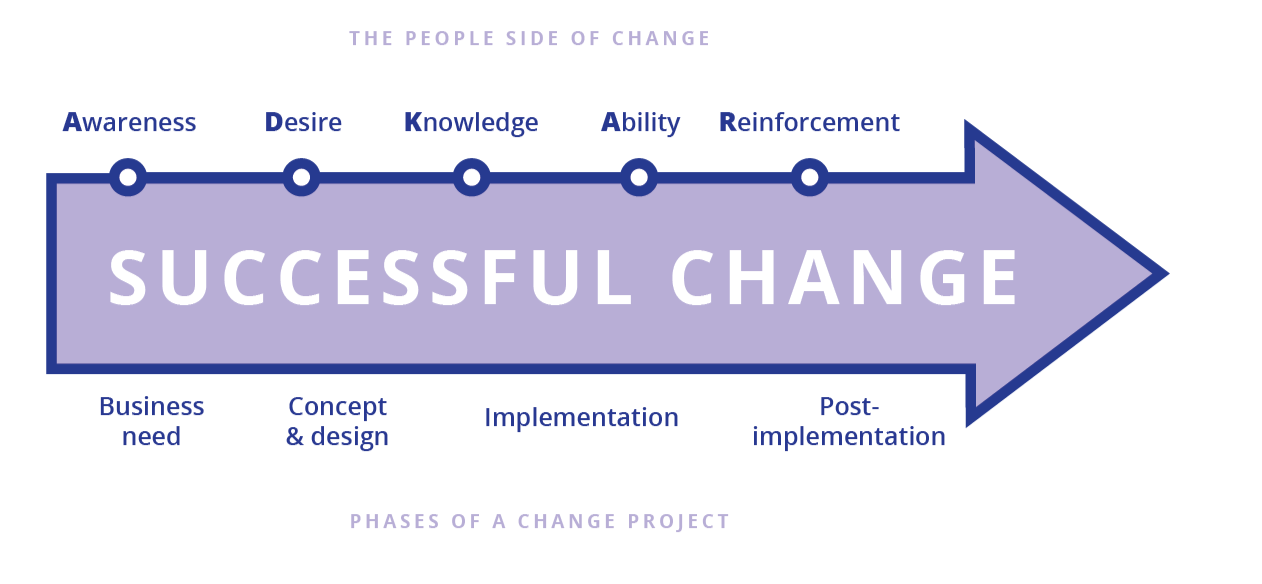 THE PEOPLE SIDE OF CHANGE
Awareness Desire Knowledge Ability Reinforcement
SUCCESSFUL CHANGE
Business need
Concept & design
Implementation
Post-implementation
PHASES OF A CHANGE PROJECT